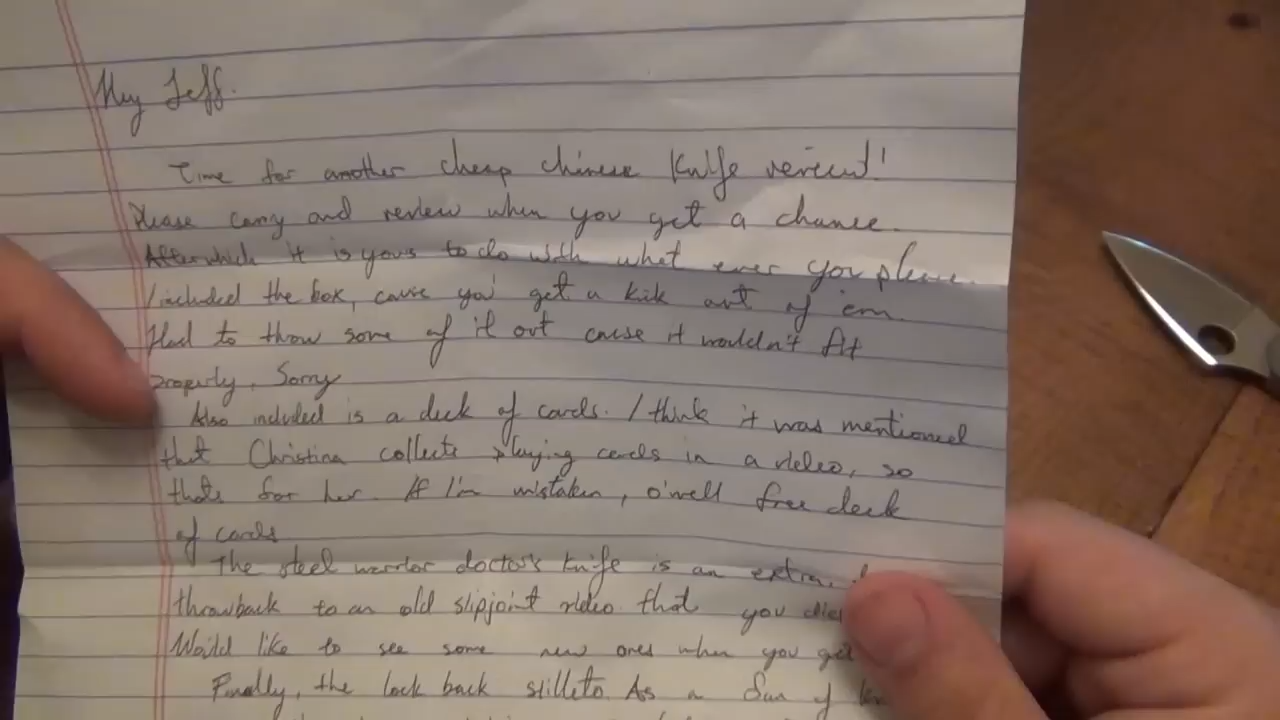 Hey Jeff.
Time for another cheap chinese Knife review!
Please carry and review when you get a chance.
Afterwhich it is yours to do with what ever you please.
I included the box, cause you' get a kick out of 'em.
Had to throw some of it out cause it wouldn't fit
properly, Sorry
Also included is a deck of cards. I think it was mentioned
that Christina collects playing cards in a video, so
thats for her. If I'm mistaken, o'well free deck
of cards
The steel warrior doctor's knife is an extra,
throwback to an old slipjoint video that you
Would like to see some new ones when you get
Finally, the lock back stilleto. As a